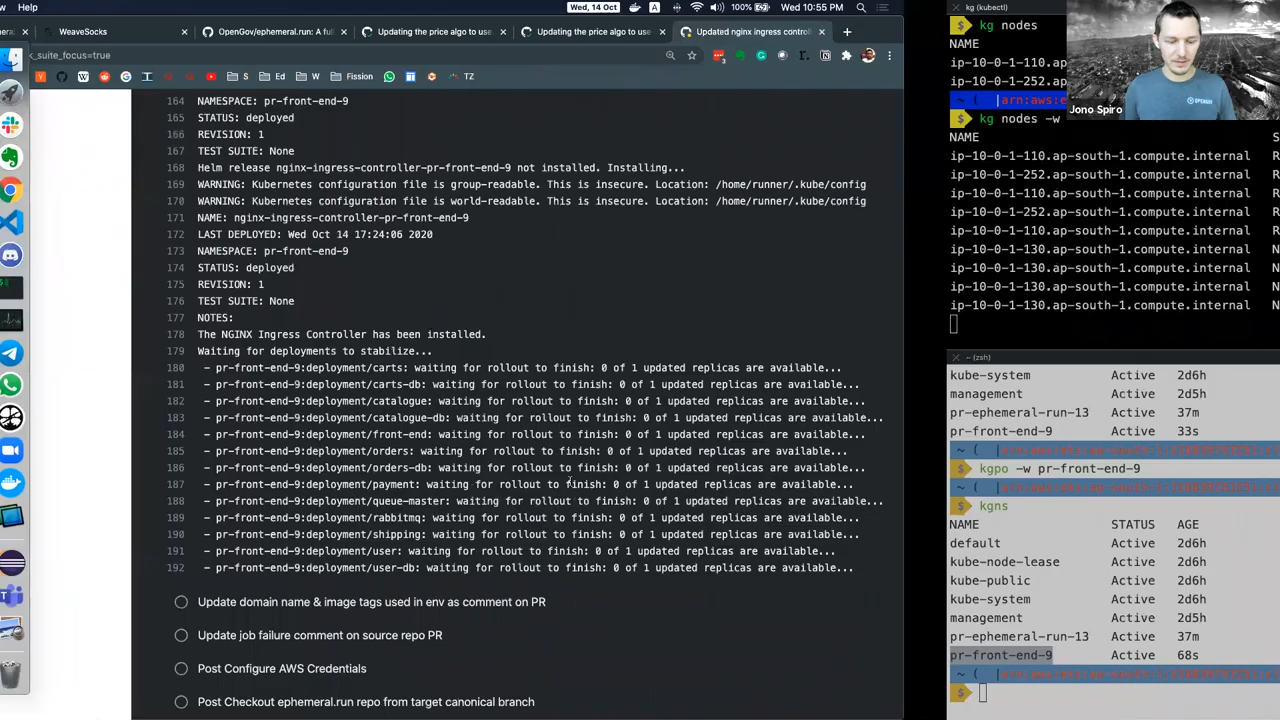 Help
Wed, 14 Oct
A
100%
Wed 10:55 PM
WeaveSocks
OpenGov/ephemeral.run: A ful
Updating the price algo to use
Updating the price algo to use
Updated nginx ingress control
k_suite_focus=true
S
Ed
W
Fission
TZ
164 NAMESPACE: pr-front-end-9
165 STATUS: deployed
166 REVISION: 1
167 TEST SUITE: None
168 Helm release nginx-ingress-controller-pr-front-end-9 not installed. Installing...
169 WARNING: Kubernetes configuration file is group-readable. This is insecure. Location: /home/runner/.kube/config
170 WARNING: Kubernetes configuration file is world-readable. This is insecure. Location: /home/runner/.kube/config
171 NAME: nginx-ingress-controller-pr-front-end-9
172 LAST DEPLOYED: Wed Oct 14 17:24:06 2020
173 NAMESPACE: pr-front-end-9
174 STATUS: deployed
175 REVISION: 1
176 TEST SUITE: None
177 NOTES:
178 The NGINX Ingress Controller has been installed.
179 Waiting for deployments to stabilize...
180 - pr-front-end-9:deployment/carts: waiting for rollout to finish: 0 of 1 updated replicas are available...
181 - pr-front-end-9:deployment/carts-db: waiting for rollout to finish: 0 of 1 updated replicas are available...
182 - pr-front-end-9:deployment/catalogue: waiting for rollout to finish: 0 of 1 updated replicas are available...
183 - pr-front-end-9:deployment/catalogue-db: waiting for rollout to finish: 0 of 1 updated replicas are available...
184 - pr-front-end-9:deployment/front-end: waiting for rollout to finish: 0 of 1 updated replicas are available...
185 - pr-front-end-9:deployment/orders: waiting for rollout to finish: 0 of 1 updated replicas are available...
186 - pr-front-end-9:deployment/orders-db: waiting for rollout to finish: 0 of 1 updated replicas are available...
187 - pr-front-end-9:deployment/payment: waiting for rollout to finish: 0 of 1 updated replicas are available...
188 - pr-front-end-9:deployment/queue-master: waiting for rollout to finish: 0 of 1 updated replicas are available...
189 - pr-front-end-9:deployment/rabbitmq: waiting for rollout to finish: 0 of 1 updated replicas are available...
190 - pr-front-end-9:deployment/shipping: waiting for rollout to finish: 0 of 1 updated replicas are available...
191 - pr-front-end-9:deployment/user: waiting for rollout to finish: 0 of 1 updated replicas are available...
192 - pr-front-end-9:deployment/user-db: waiting for rollout to finish: 0 of 1 updated replicas are available...
Update domain name & image tags used in env as comment on PR
Update job failure comment on source repo PR
Post Configure AWS Credentials
Post Checkout ephemeral.run repo from target canonical branch
kg (kubectl)
$ kg nodes
NAME
ip-10-0-1-110.ap
ip-10-0-1-252.ap
~ ( |arn:aws:e
$ kg nodes -w
NAME S
ip-10-0-1-110.ap-south-1.compute.internal R
ip-10-0-1-252.ap-south-1.compute.internal R
ip-10-0-1-110.ap-south-1.compute.internal R
ip-10-0-1-252.ap-south-1.compute.internal R
ip-10-0-1-110.ap-south-1.compute.internal R
ip-10-0-1-130.ap-south-1.compute.internal N
ip-10-0-1-130.ap-south-1.compute.internal N
ip-10-0-1-130.ap-south-1.compute.internal N
ip-10-0-1-130.ap-south-1.compute.internal N
Jono Spiro
OPENGOV
~ (zsh)
kube-system Active 2d6h
management Active 2d5h
pr-ephemeral-run-13 Active 37m
pr-front-end-9 Active 33s
$ kgpo -w pr-front-end-9
$ kgns
NAME STATUS AGE
default Active 2d6h
kube-node-lease Active 2d6h
kube-public Active 2d6h
kube-system Active 2d6h
management Active 2d5h
pr-ephemeral-run-13 Active 37m
pr-front-end-9 Active 68s
$